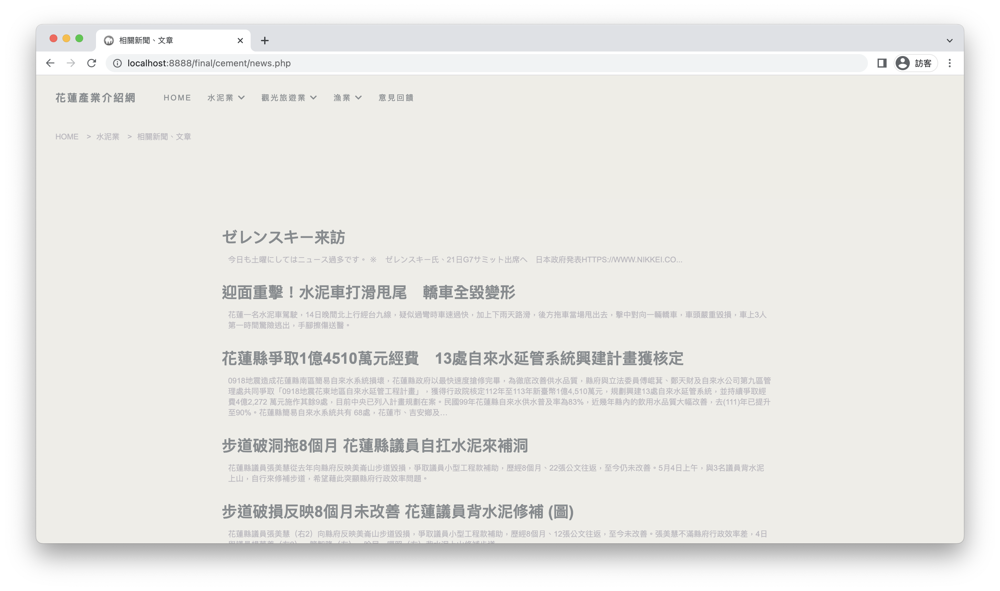 相關新聞、文章
localhost:8888/final/cement/news.php
訪客
花蓮產業介紹網 HOME 水泥業 觀光旅遊業 漁業 意見回饋
HOME > 水泥業 > 相關新聞、文章
ゼレンスキー来訪
今日も土曜にしてはニュース過多です。 ※　ゼレンスキー氏、21日G7サミット出席へ　日本政府発表HTTPS://WWW.NIKKEI.CO...
迎面重擊！水泥車打滑甩尾　轎車全毀變形
花蓮一名水泥車駕駛，14日晚間北上行經台九線，疑似過彎時車速過快，加上下雨天路滑，後方拖車當場甩出去，擊中對向一輛轎車，車頭嚴重毀損，車上3人
第一時間驚險逃出，手腳擦傷送醫。
花蓮縣爭取1億4510萬元經費　13處自來水延管系統興建計畫獲核定
0918地震造成花蓮縣南區簡易自來水系統損壞，花蓮縣政府以最快速度搶修完畢，為徹底改善供水品質，縣府與立法委員傅崐萁、鄭天財及自來水公司第九區管
理處共同爭取「0918地震花東地區自來水延管工程計畫」，獲得行政院核定112年至113年新臺幣1億4,510萬元，規劃興建13處自來水延管系統，並持續爭取經
費4億2,272 萬元施作其餘9處，目前中央已列入計畫規劃在案。民國99年花蓮縣自來水供水普及率為83%，近幾年縣內的飲用水品質大幅改善，去(111)年已提升
至90%。花蓮縣簡易自來水系統共有 68處，花蓮市、吉安鄉及...
步道破洞拖8個月 花蓮縣議員自扛水泥來補洞
花蓮縣議員張美慧從去年向縣府反映美崙山步道毀損，爭取議員小型工程款補助，歷經8個月、22張公文往返，至今仍未改善。5月4日上午，與3名議員背水泥
上山，自行來修補步道，希望藉此突顯縣府行政效率問題。
步道破損反映8個月未改善 花蓮議員背水泥修補 (圖)
花蓮縣議員張美慧（右2）向縣府反映美崙山步道毀損，爭取議員小型工程款補助，歷經8個月、12張公文往返，至今未改善。張美慧不滿縣府行政效率差，4日